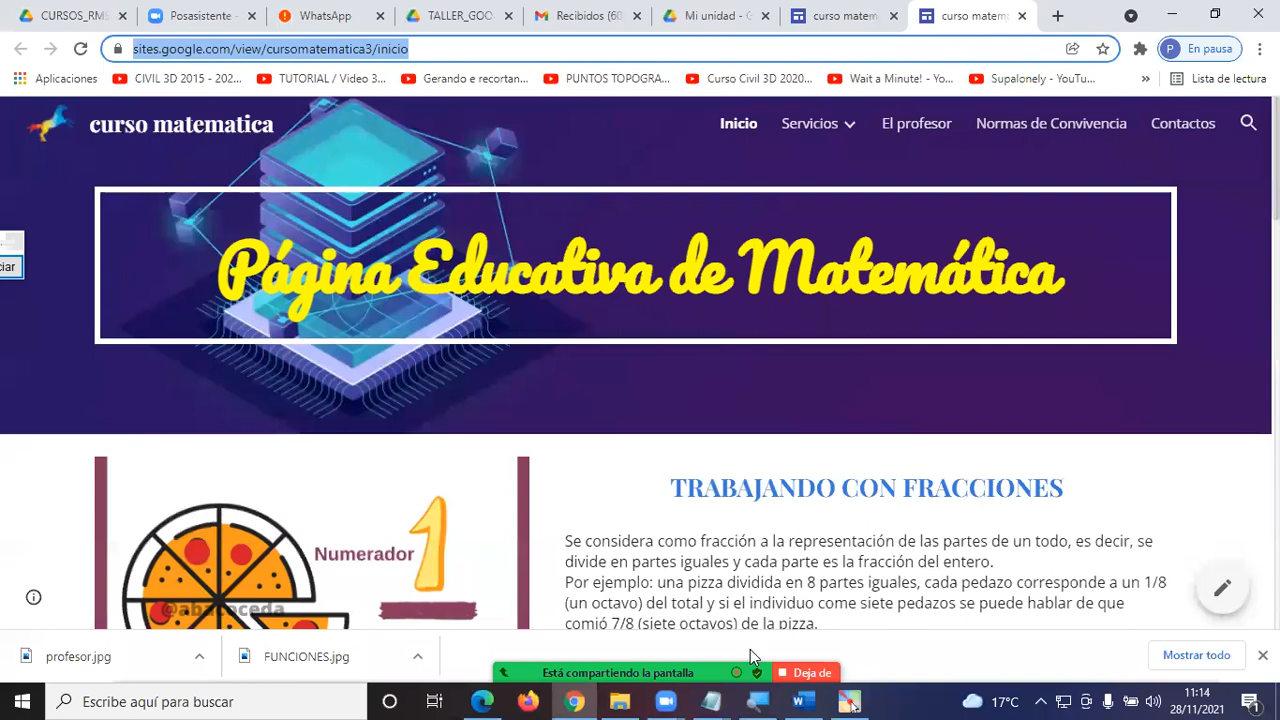 CURSOS_RM
Posasistente
WhatsApp
TALLER_GOO
Recibidos (60
Mi unidad - G
curso matem
curso matem
sites.google.com/view/cursomatematica3/inicio
P
En pausa
Aplicaciones
CIVIL 3D 2015 - 202...
TUTORIAL / Video 3...
Gerando e recortan...
PUNTOS TOPOGRA...
Curso Civil 3D 2020...
Wait a Minute! - Yo...
Supalonely - YouTu...
»
Lista de lectura
curso matematica
Inicio
Servicios
El profesor
Normas de Convivencia
Contactos
Página Educativa de Matemática
ciar
TRABAJANDO CON FRACCIONES
Numerador
1
Se considera como fracción a la representación de las partes de un todo, es decir, se
divide en partes iguales y cada parte es la fracción del entero.
Por ejemplo: una pizza dividida en 8 partes iguales, cada pedazo corresponde a un 1/8
(un octavo) del total y si el individuo come siete pedazos se puede hablar de que
comió 7/8 (siete octavos) de la pizza.
profesor.jpg
FUNCIONES.jpg
Mostrar todo
Está compartiendo la pantalla
Deja de
Escribe aquí para buscar
17°C
11:14
28/11/2021
1